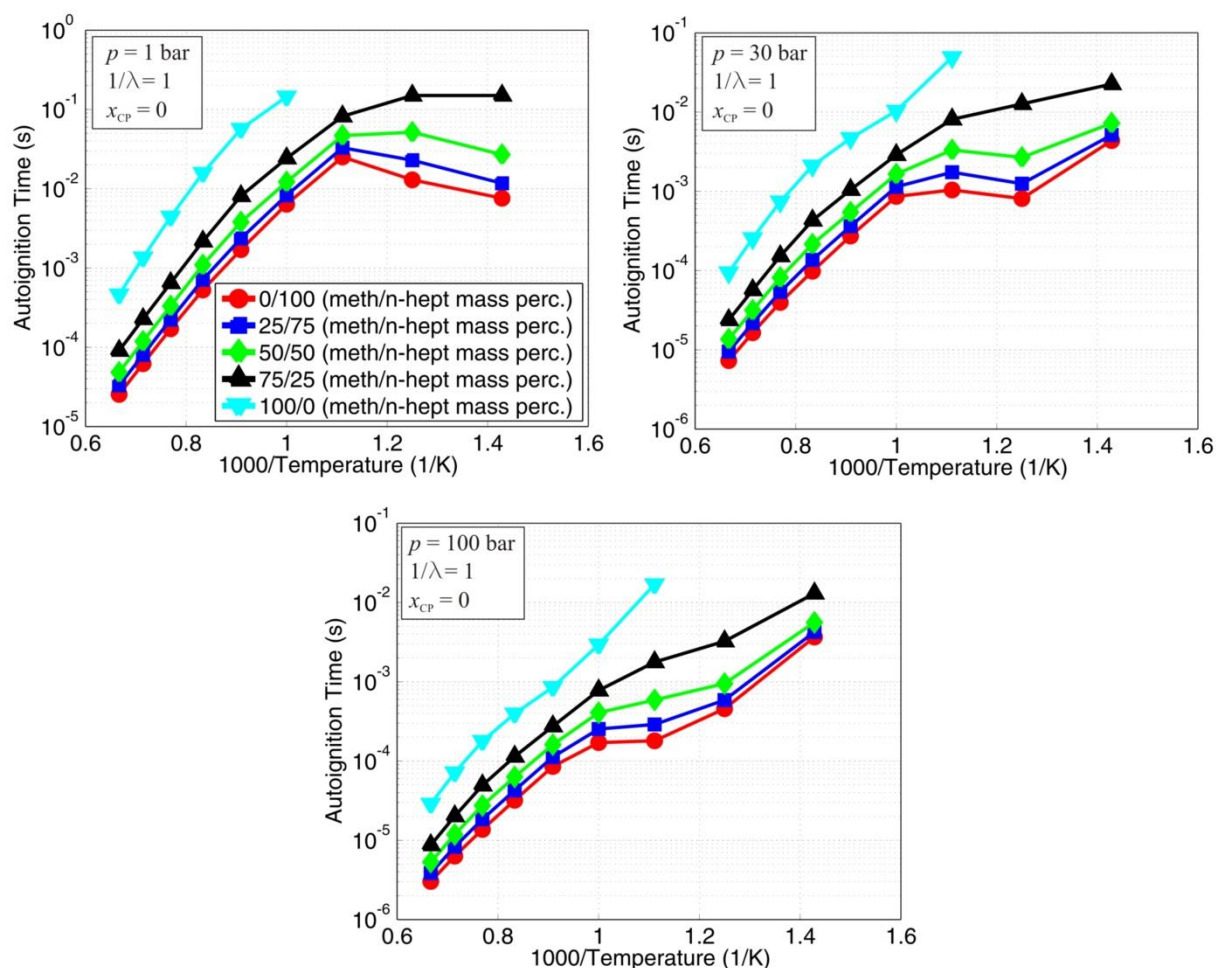 p = 1 bar
1/λ = 1
x_CP = 0
10^0
10^-1
10^-2
10^-3
10^-4
10^-5
Autoignition Time (s)
0/100 (meth/n-hept mass perc.)
25/75 (meth/n-hept mass perc.)
50/50 (meth/n-hept mass perc.)
75/25 (meth/n-hept mass perc.)
100/0 (meth/n-hept mass perc.)
0.6 0.8 1 1.2 1.4 1.6
1000/Temperature (1/K)
p = 30 bar
1/λ = 1
x_CP = 0
10^-1
10^-2
10^-3
10^-4
10^-5
10^-6
Autoignition Time (s)
0.6 0.8 1 1.2 1.4 1.6
1000/Temperature (1/K)
p = 100 bar
1/λ = 1
x_CP = 0
10^-1
10^-2
10^-3
10^-4
10^-5
10^-6
Autoignition Time (s)
0.6 0.8 1 1.2 1.4 1.6
1000/Temperature (1/K)